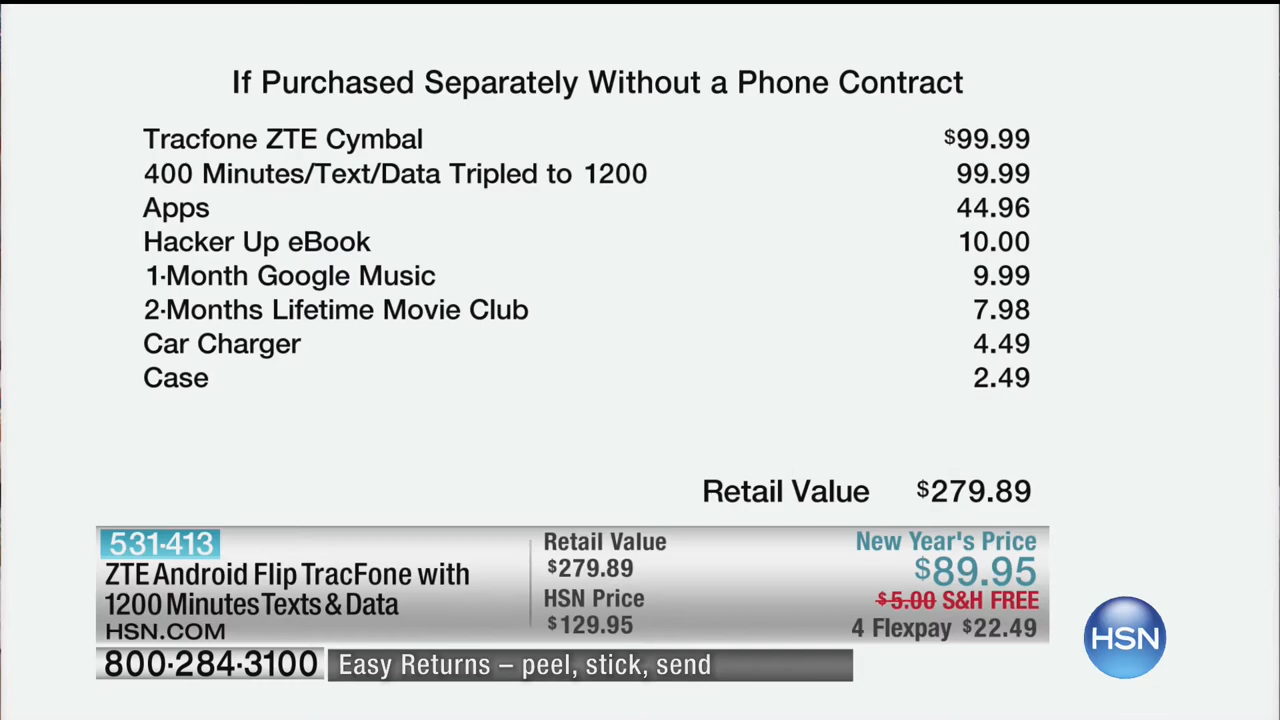 If Purchased Separately Without a Phone Contract
Tracfone ZTE Cymbal $99.99
400 Minutes/Text/Data Tripled to 1200 99.99
Apps 44.96
Hacker Up eBook 10.00
1-Month Google Music 9.99
2-Months Lifetime Movie Club 7.98
Car Charger 4.49
Case 2.49
Retail Value $279.89
531-413
ZTE Android Flip TracFone with
1200 Minutes Texts & Data
HSN.COM
Retail Value
$279.89
HSN Price
$129.95
New Year's Price
$89.95
$5.00 S&H FREE
4 Flexpay $22.49
HSN
800-284-3100
Easy Returns – peel, stick, send